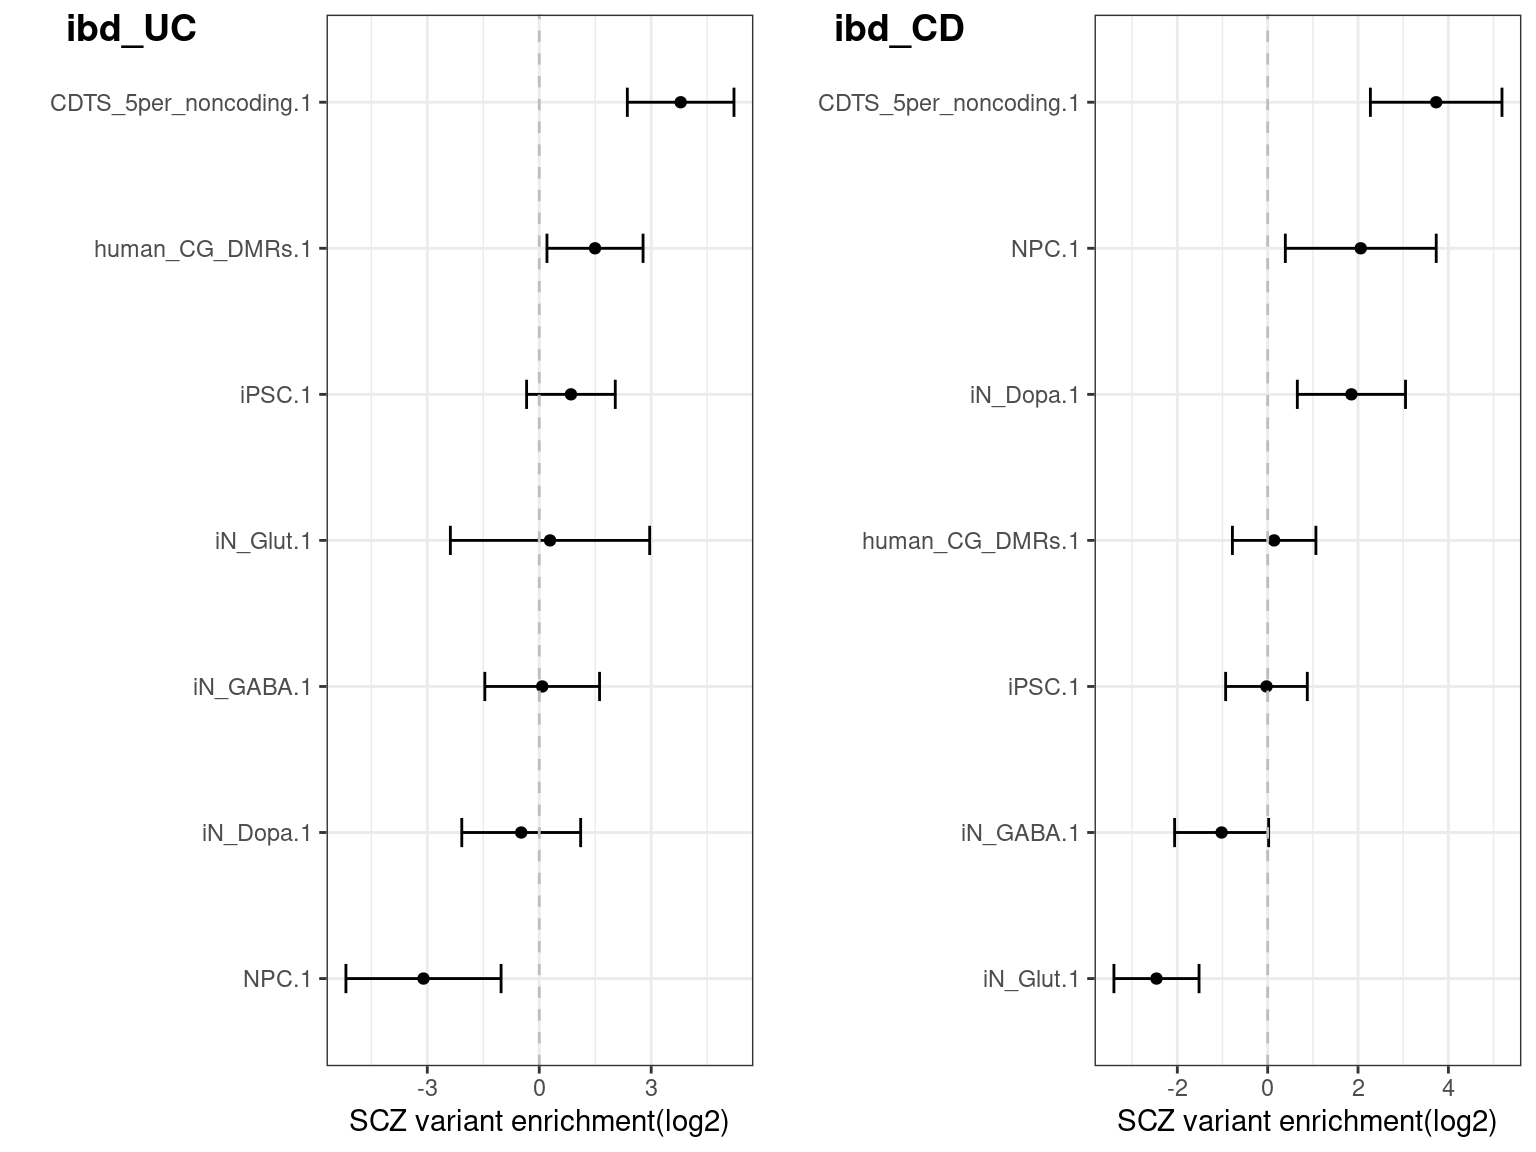 ibd_UC
CDTS_5per_noncoding.1
human_CG_DMRs.1
iPSC.1
iN_Glut.1
iN_GABA.1
iN_Dopa.1
NPC.1
-3 0 3
SCZ variant enrichment(log2)
ibd_CD
CDTS_5per_noncoding.1
NPC.1
iN_Dopa.1
human_CG_DMRs.1
iPSC.1
iN_GABA.1
iN_Glut.1
-2 0 2 4
SCZ variant enrichment(log2)